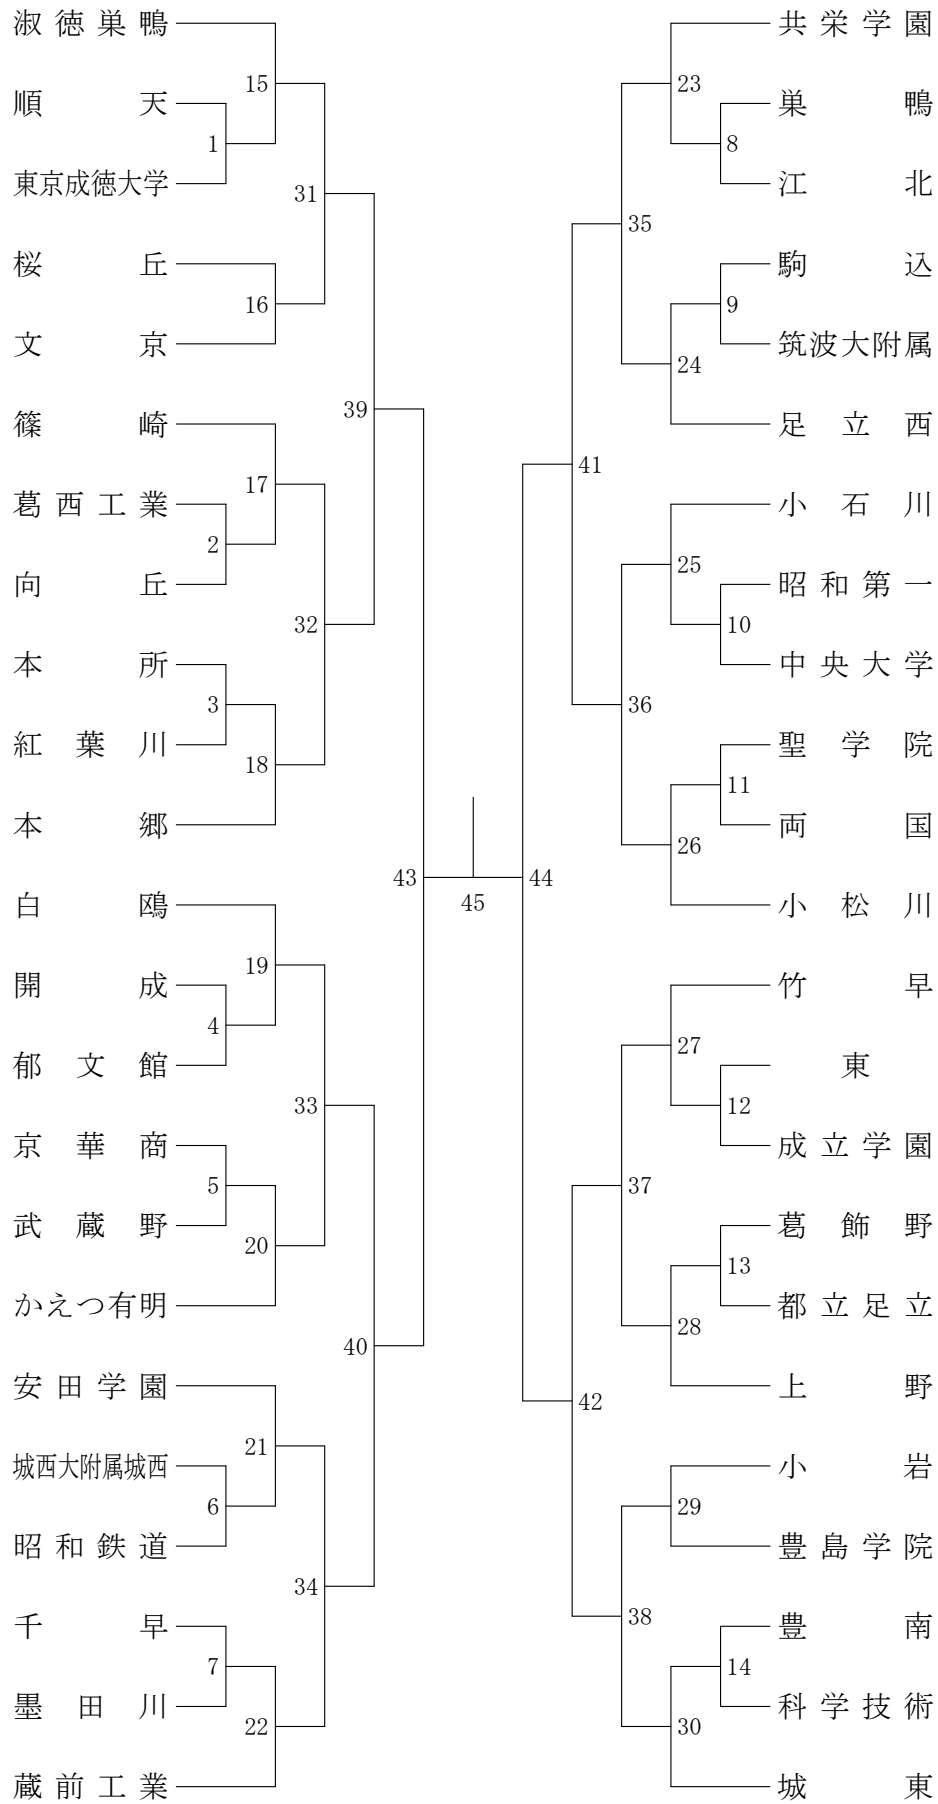 淑徳巣鴨
順天
東京成徳大学
桜丘
文京
篠崎
葛西工業
向丘
本所
紅葉川
本郷
白鴎
開成
郁文館
京華商
武蔵野
かえつ有明
安田学園
城西大附属城西
昭和鉄道
千早
墨田川
蔵前工業
1
2
3
4
5
6
7
15
16
17
18
19
20
21
22
31
32
33
34
39
40
43
45
44
41
42
35
36
37
38
23
24
25
26
27
28
29
30
8
9
10
11
12
13
14
共栄学園
巣鴨
江北
駒込
筑波大附属
足立西
小石川
昭和第一
中央大学
聖学院
両国
小松川
竹早
東
成立学園
葛飾野
都立足立
上野
小岩
豊島学院
豊南
科学技術
城東